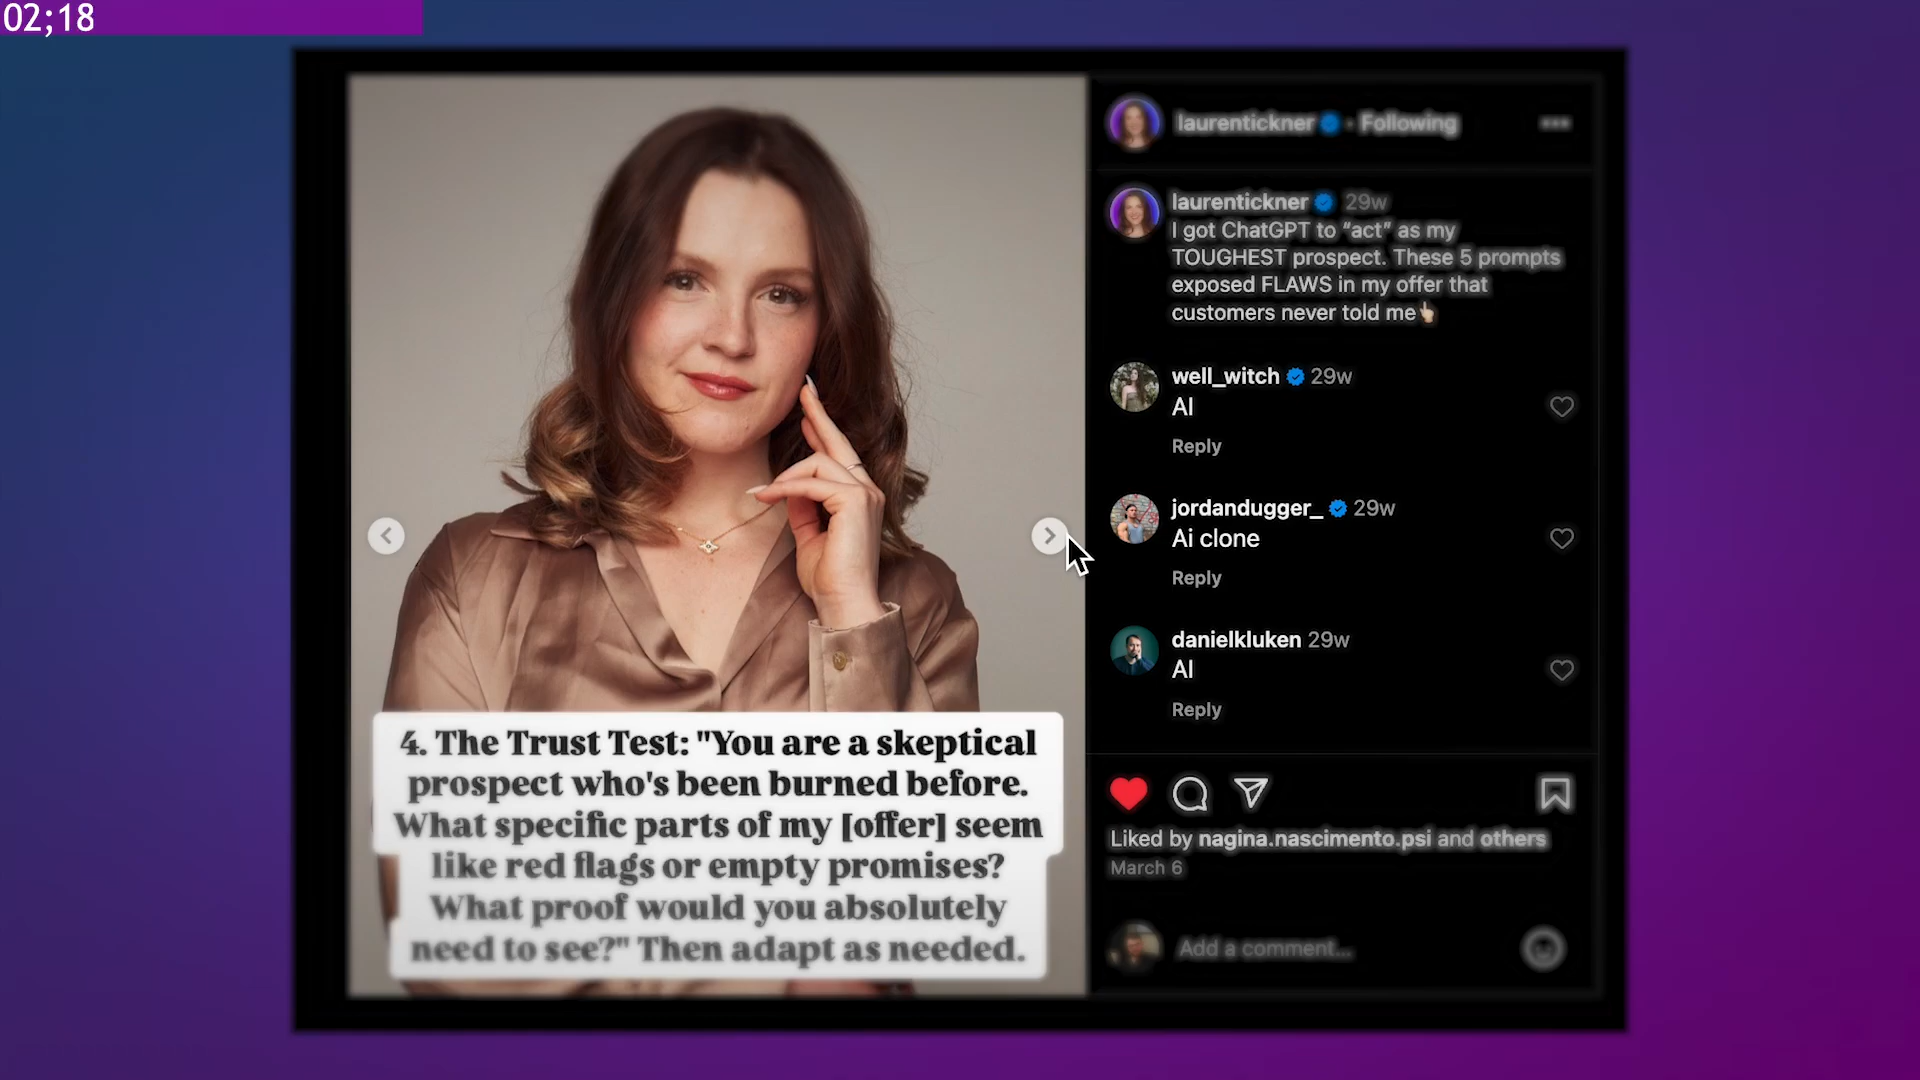 02;18
laurentickner · Following
laurentickner 29w
I got ChatGPT to “act” as my
TOUGHEST prospect. These 5 prompts
exposed FLAWS in my offer that
customers never told me👆🏻
well_witch 29w
AI
Reply
jordandugger_ 29w
Ai clone
Reply
danielkluken 29w
AI
Reply
4. The Trust Test: "You are a skeptical
prospect who's been burned before.
What specific parts of my [offer] seem
like red flags or empty promises?
What proof would you absolutely
need to see?" Then adapt as needed.
Liked by nagina.nascimento.psi and others
March 6
Add a comment...